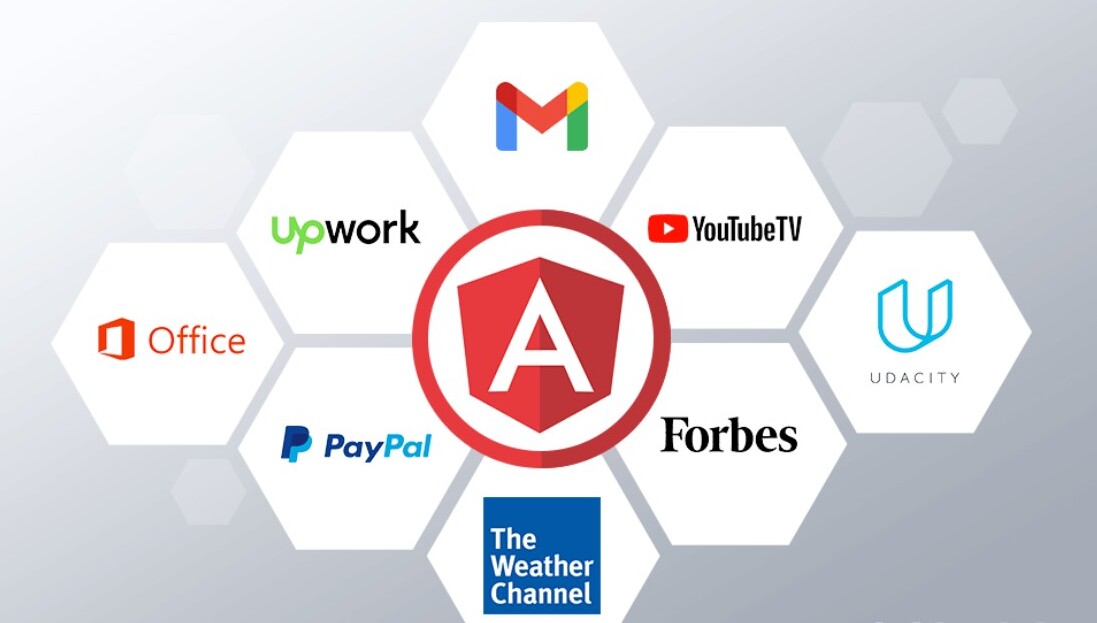 upwork
YouTubeTV
Office
A
UDACITY
PayPal
Forbes
The
Weather
Channel